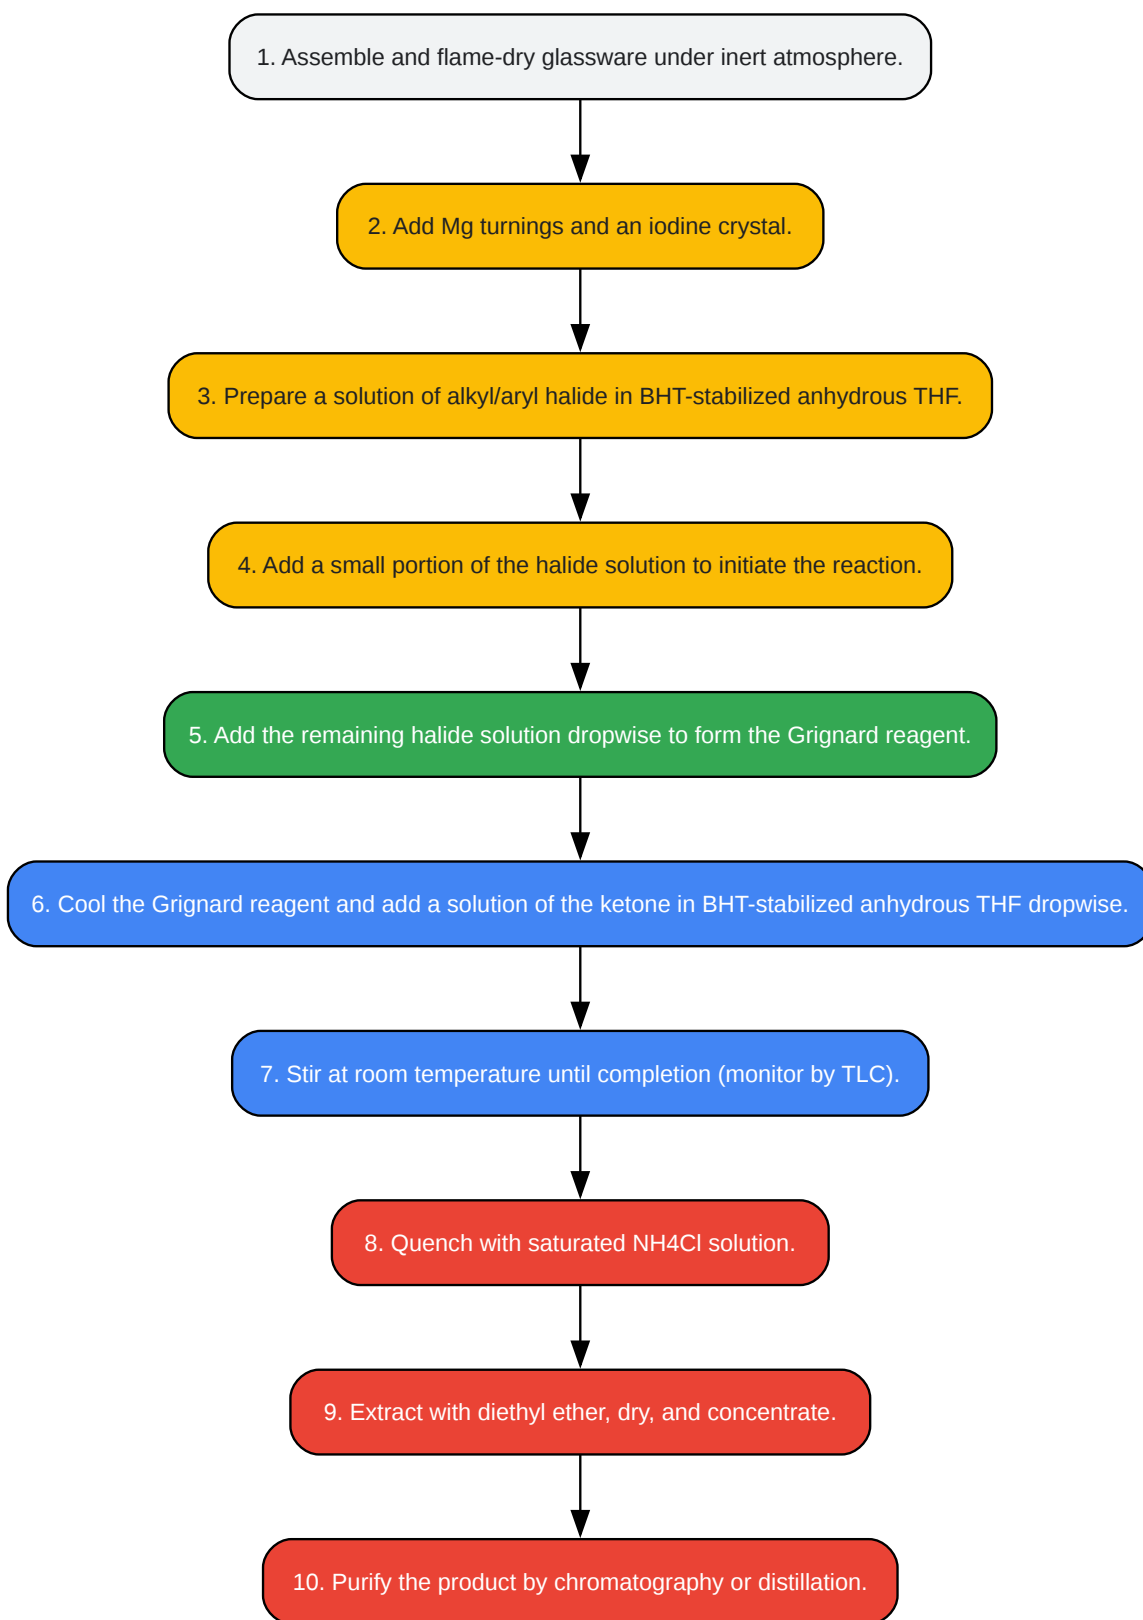 1. Assemble and flame-dry glassware under inert atmosphere.
2. Add Mg turnings and an iodine crystal.
3. Prepare a solution of alkyl/aryl halide in BHT-stabilized anhydrous THF.
4. Add a small portion of the halide solution to initiate the reaction.
5. Add the remaining halide solution dropwise to form the Grignard reagent.
6. Cool the Grignard reagent and add a solution of the ketone in BHT-stabilized anhydrous THF dropwise.
7. Stir at room temperature until completion (monitor by TLC).
8. Quench with saturated NH4Cl solution.
9. Extract with diethyl ether, dry, and concentrate.
10. Purify the product by chromatography or distillation.